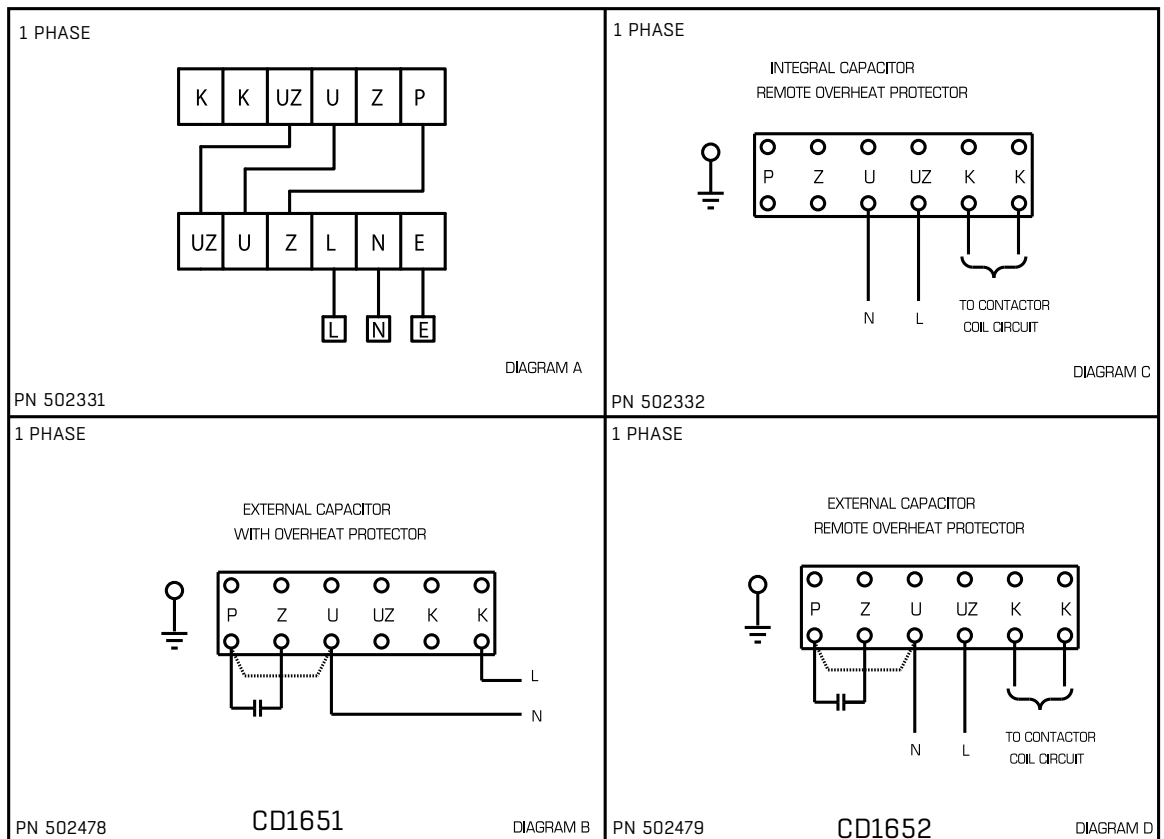 1 PHASE
K K UZ U Z P
UZ U Z L N E
L N E
DIAGRAM A
PN 502331
1 PHASE
INTEGRAL CAPACITOR
REMOTE OVERHEAT PROTECTOR
P Z U UZ K K
N L
TO CONTACTOR
COIL CIRCUIT
DIAGRAM C
PN 502332
1 PHASE
EXTERNAL CAPACITOR
WITH OVERHEAT PROTECTOR
P Z U UZ K K
L
N
PN 502478
CD1651
DIAGRAM B
1 PHASE
EXTERNAL CAPACITOR
REMOTE OVERHEAT PROTECTOR
P Z U UZ K K
N L
TO CONTACTOR
COIL CIRCUIT
PN 502479
CD1652
DIAGRAM D